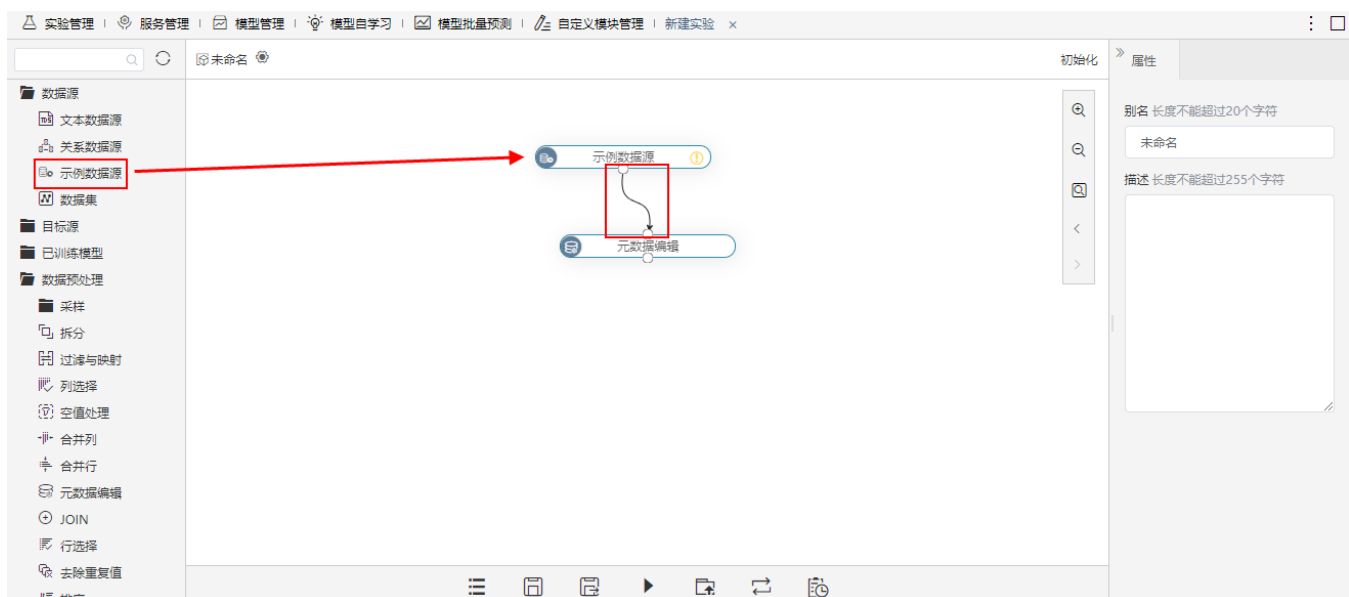 实验管理 服务管理 模型管理 模型自学习 模型批量预测 自定义模块管理 新建实验 ×
未命名 初始化 属性
数据源
文本数据源
关系数据源
示例数据源
数据集
目标源
已训练模型
数据预处理
采样
拆分
过滤与映射
列选择
空值处理
合并列
合并行
元数据编辑
JOIN
行选择
去除重复值
示例数据源
元数据编辑
别名 长度不能超过20个字符
未命名
描述 长度不能超过255个字符